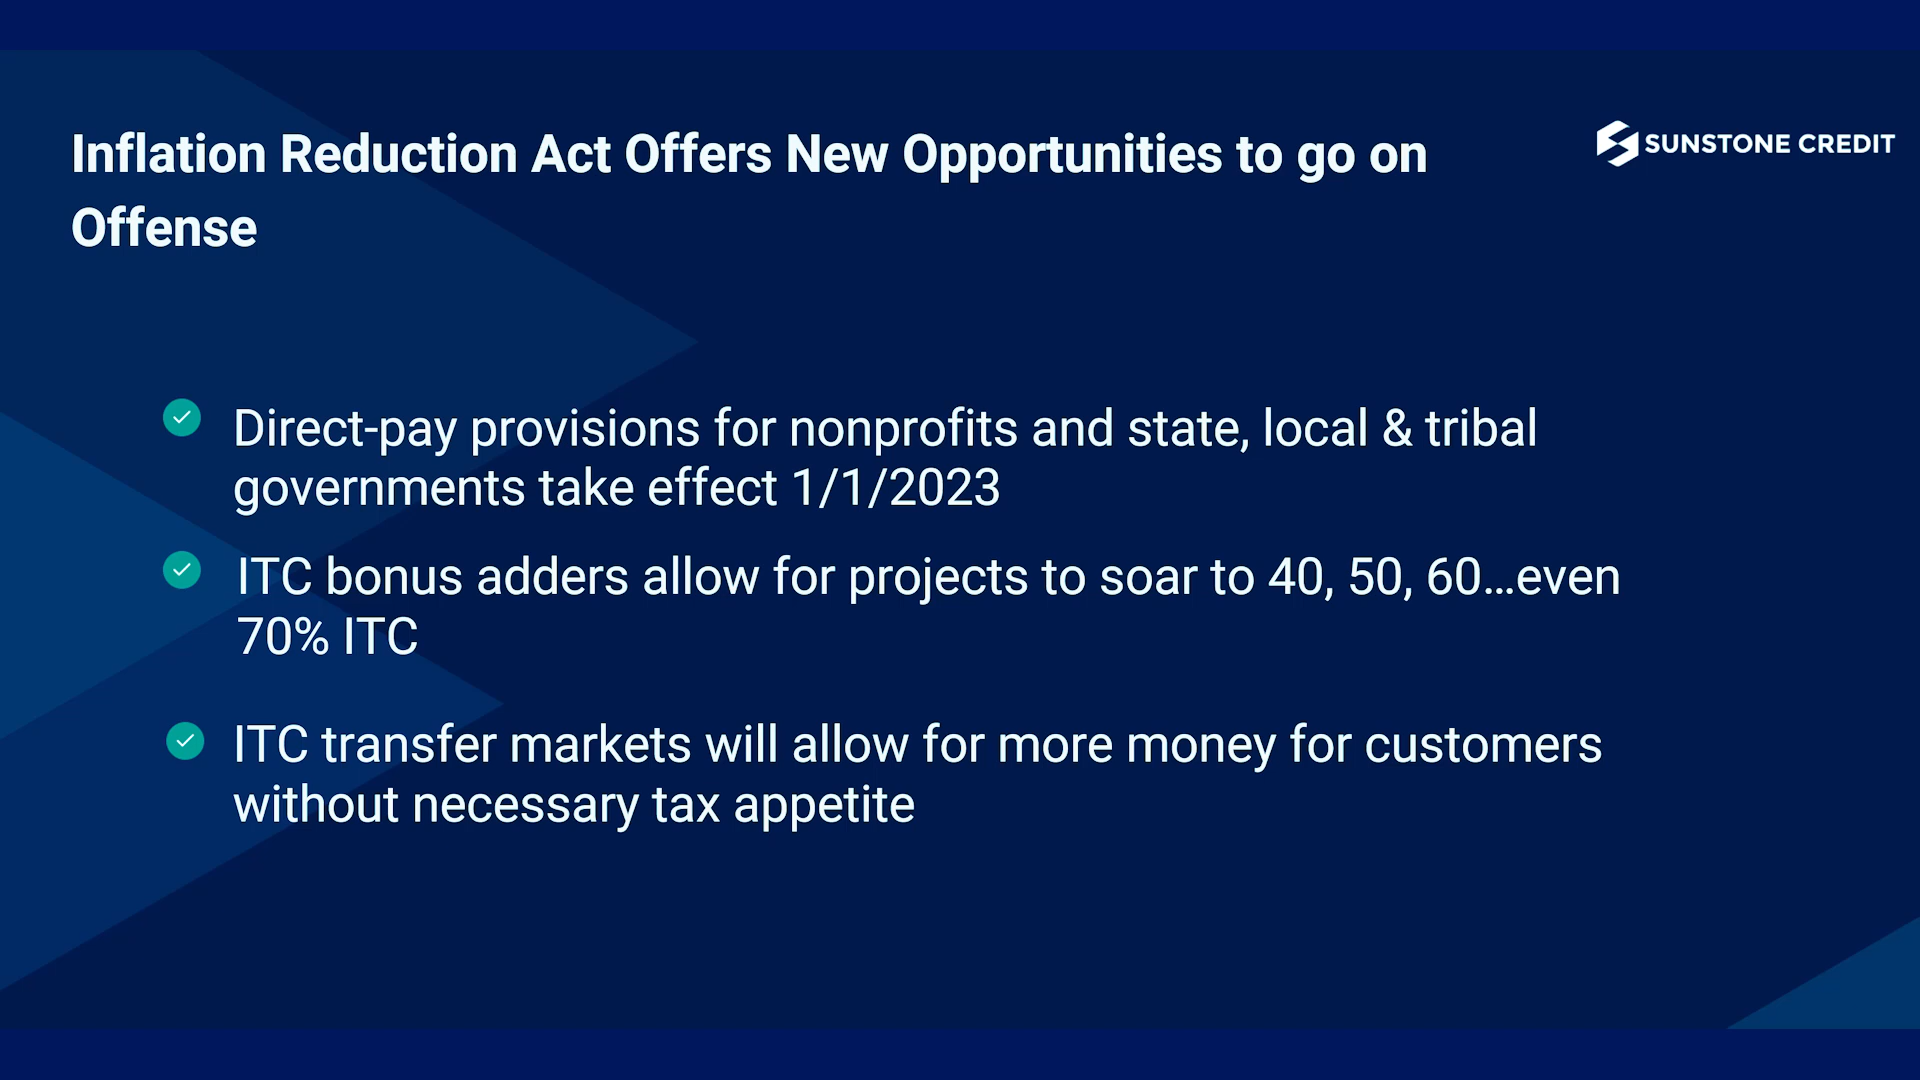 Inflation Reduction Act Offers New Opportunities to go on
Offense
SUNSTONE CREDIT
Direct-pay provisions for nonprofits and state, local & tribal
governments take effect 1/1/2023
ITC bonus adders allow for projects to soar to 40, 50, 60…even
70% ITC
ITC transfer markets will allow for more money for customers
without necessary tax appetite